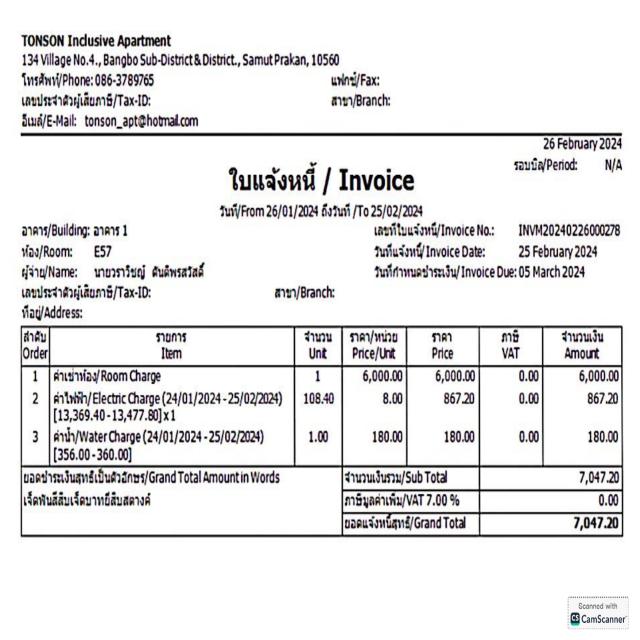 TONSON Inclusive Apartment
134 Village No.4., Bangbo Sub-District & District., Samut Prakan, 10560
โทรศัพท์/Phone: 086-3789765 แฟกซ์/Fax:
เลขประจำตัวผู้เสียภาษี/Tax-ID: สาขา/Branch:
อีเมล์/E-Mail: tonson_apt@hotmail.com
26 February 2024
รอบบิล/Period: N/A
ใบแจ้งหนี้ / Invoice
วันที่/From 26/01/2024 ถึงวันที่ /To 25/02/2024
อาคาร/Building: อาคาร 1 เลขที่ใบแจ้งหนี้/Invoice No.: INVM20240226000278
ห้อง/Room: E57 วันที่แจ้งหนี้/Invoice Date: 25 February 2024
ผู้จ่าย/Name: นายวราวิชญ์ ตันติพรสวัสดิ์ วันที่กำหนดชำระเงิน/Invoice Due: 05 March 2024
เลขประจำตัวผู้เสียภาษี/Tax-ID: สาขา/Branch:
ที่อยู่/Address:
ลำดับ รายการ จำนวน ราคา/หน่วย ราคา ภาษี จำนวนเงิน
Order Item Unit Price/Unit Price VAT Amount
1 ค่าเช่าห้อง/Room Charge 1 6,000.00 6,000.00 0.00 6,000.00
2 ค่าไฟฟ้า/Electric Charge (24/01/2024 - 25/02/2024) 108.40 8.00 867.20 0.00 867.20
[13,369.40 - 13,477.80] x 1
3 ค่าน้ำ/Water Charge (24/01/2024 - 25/02/2024) 1.00 180.00 180.00 0.00 180.00
[356.00 - 360.00]
ยอดชำระเงินสุทธิเป็นตัวอักษร/Grand Total Amount in Words จำนวนเงินรวม/Sub Total 7,047.20
เจ็ดพันสี่สิบเจ็ดบาทยี่สิบสตางค์ ภาษีมูลค่าเพิ่ม/VAT 7.00 % 0.00
ยอดแจ้งหนี้สุทธิ/Grand Total 7,047.20
Scanned with
CS CamScanner